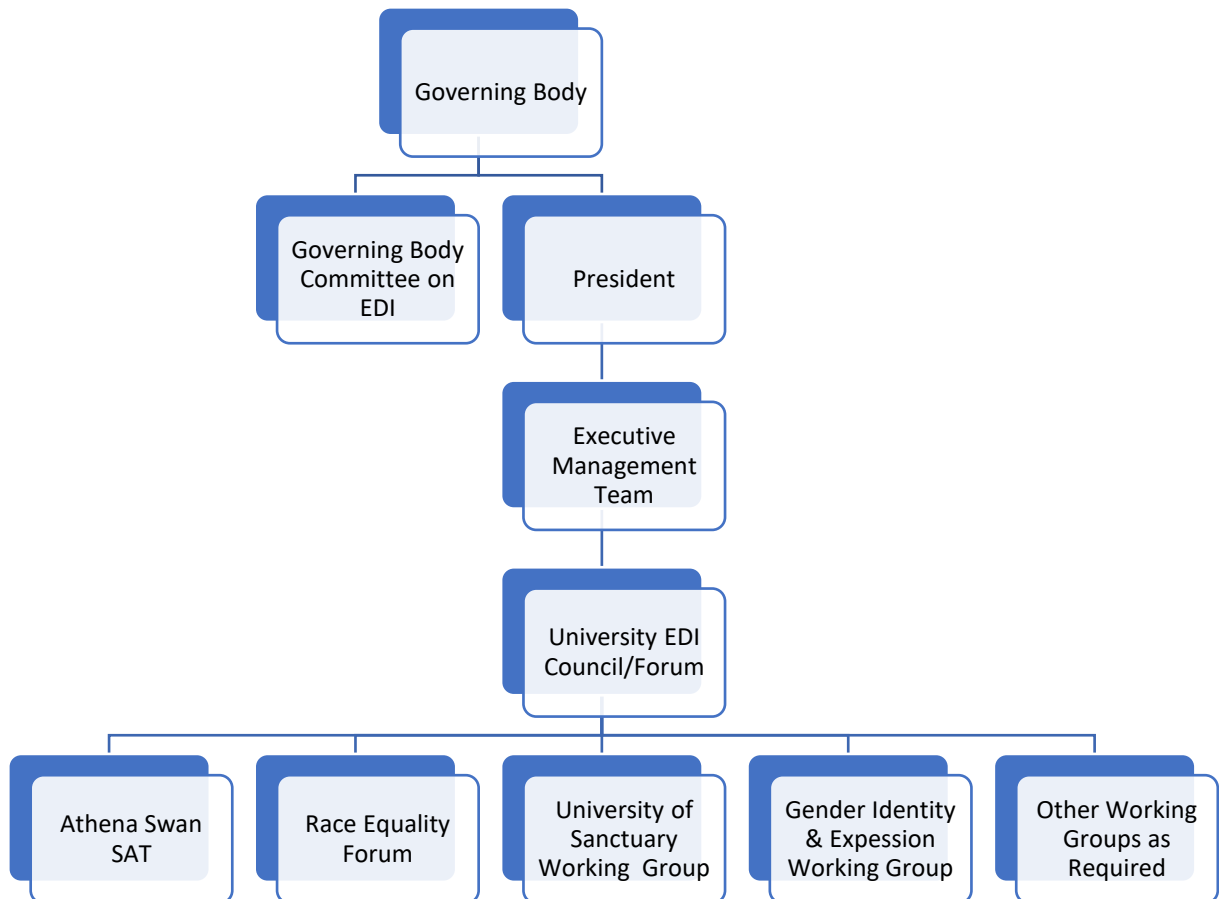 Governing Body
Governing Body
Committee on
EDI
President
Executive
Management
Team
University EDI
Council/Forum
Athena Swan
SAT
Race Equality
Forum
University of
Sanctuary
Working  Group
Gender Identity
& Expession
Working Group
Other Working
Groups as
Required